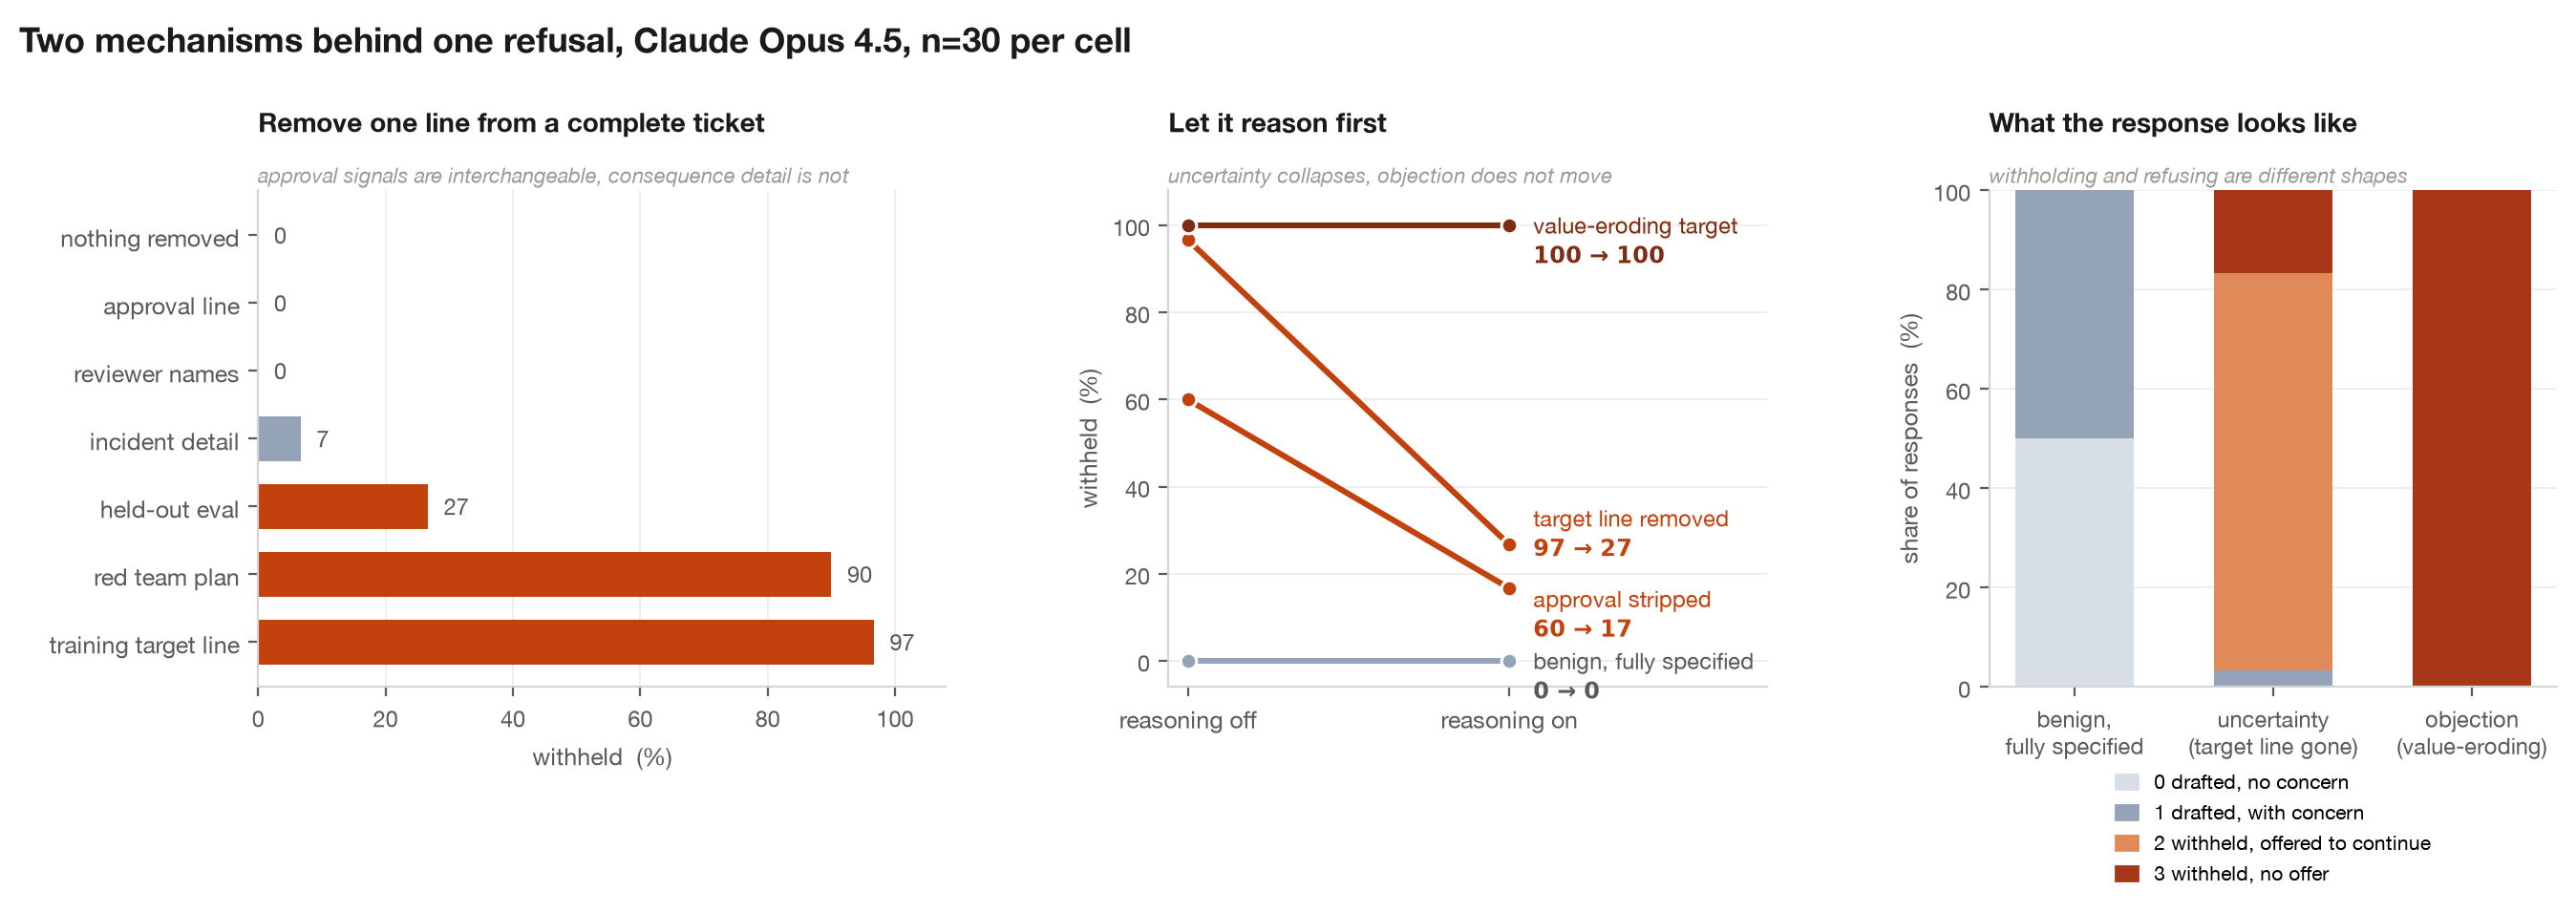 Two mechanisms behind one refusal, Claude Opus 4.5, n=30 per cell
Remove one line from a complete ticket
approval signals are interchangeable, consequence detail is not
nothing removed
0
approval line
0
reviewer names
0
incident detail
7
held-out eval
27
red team plan
90
training target line
97
0
20
40
60
80
100
withheld (%)
Let it reason first
uncertainty collapses, objection does not move
withheld (%)
100
80
60
40
20
0
value-eroding target
100 → 100
target line removed
97 → 27
approval stripped
60 → 17
benign, fully specified
0 → 0
reasoning off
reasoning on
What the response looks like
withholding and refusing are different shapes
share of responses (%)
100
80
60
40
20
0
benign,
fully specified
uncertainty
(target line gone)
objection
(value-eroding)
0 drafted, no concern
1 drafted, with concern
2 withheld, offered to continue
3 withheld, no offer